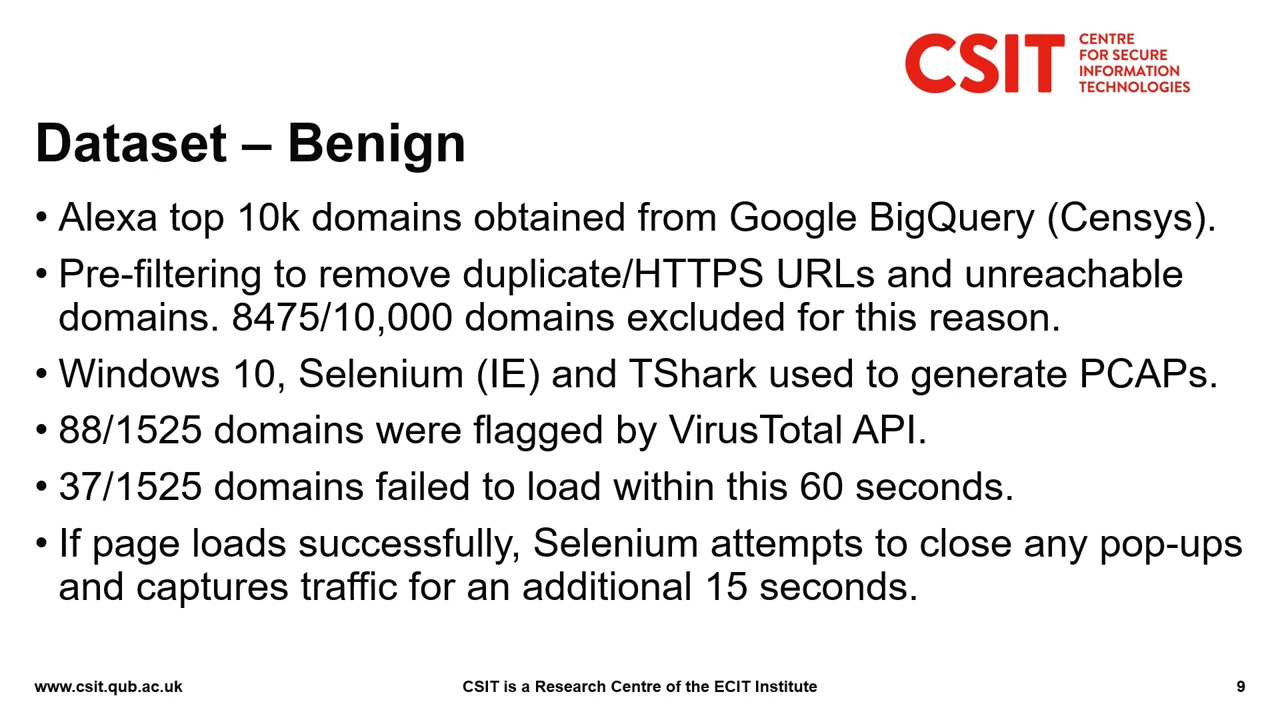 CSIT
CENTRE
FOR SECURE
INFORMATION
TECHNOLOGIES
Dataset – Benign
• Alexa top 10k domains obtained from Google BigQuery (Censys).
• Pre-filtering to remove duplicate/HTTPS URLs and unreachable
domains. 8475/10,000 domains excluded for this reason.
• Windows 10, Selenium (IE) and TShark used to generate PCAPs.
• 88/1525 domains were flagged by VirusTotal API.
• 37/1525 domains failed to load within this 60 seconds.
• If page loads successfully, Selenium attempts to close any pop-ups
and captures traffic for an additional 15 seconds.
www.csit.qub.ac.uk
CSIT is a Research Centre of the ECIT Institute
9